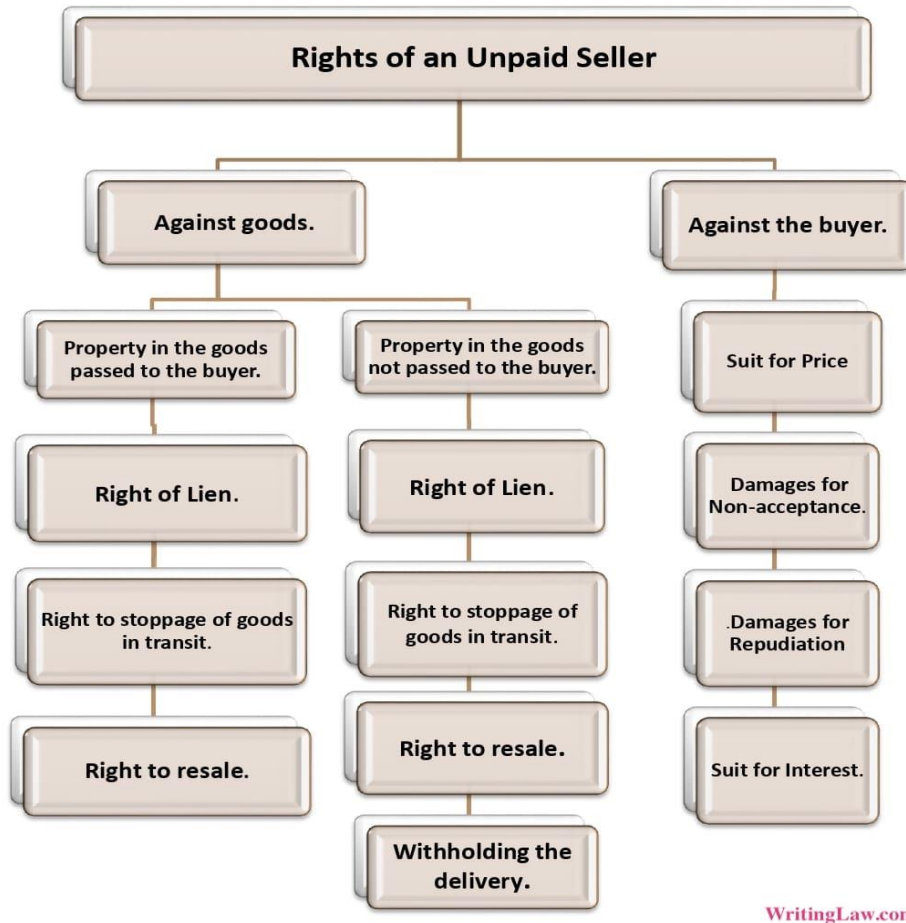 Rights of an Unpaid Seller
Against goods.
Against the buyer.
Property in the goods
passed to the buyer.
Property in the goods
not passed to the buyer.
Suit for Price
Right of Lien.
Right of Lien.
Damages for
Non-acceptance.
Right to stoppage of goods
in transit.
Right to stoppage of
goods in transit.
.Damages for
Repudiation
Right to resale.
Right to resale.
Suit for Interest.
Withholding the
delivery.
WritingLaw.com